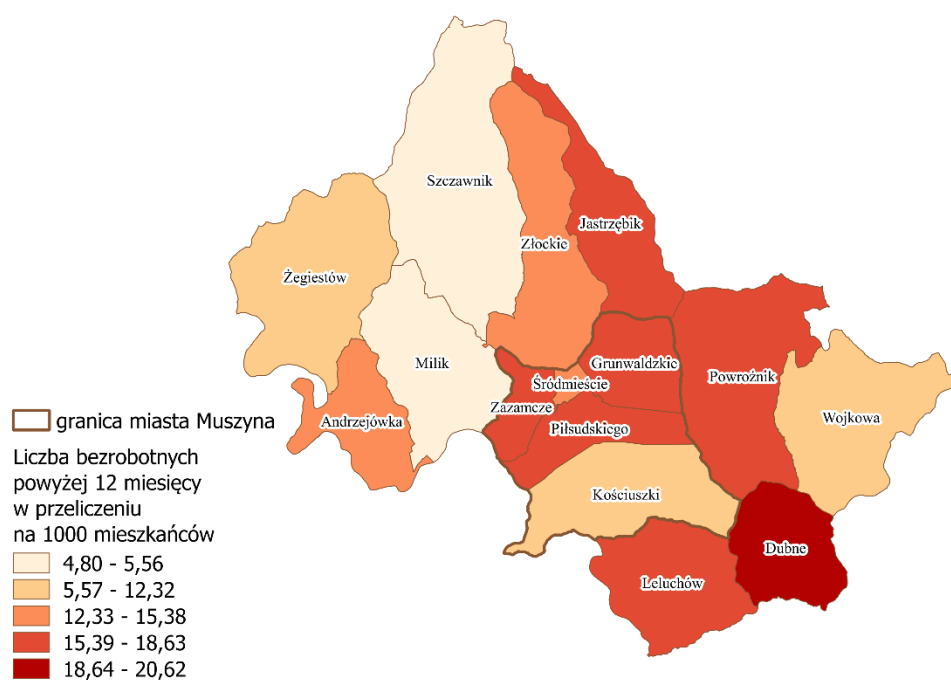 Szczawnik
Jastrzębik
Złockie
Żegiestów
Milik
Grunwaldzkie
Powroźnik
Śródmieście
Zazamcze
Andrzejówka
Wojkowa
Piłsudskiego
Kościuszki
Dubne
Leluchów
granica miasta Muszyna
Liczba bezrobotnych
powyżej 12 miesięcy
w przeliczeniu
na 1000 mieszkańców
4,80 - 5,56
5,57 - 12,32
12,33 - 15,38
15,39 - 18,63
18,64 - 20,62